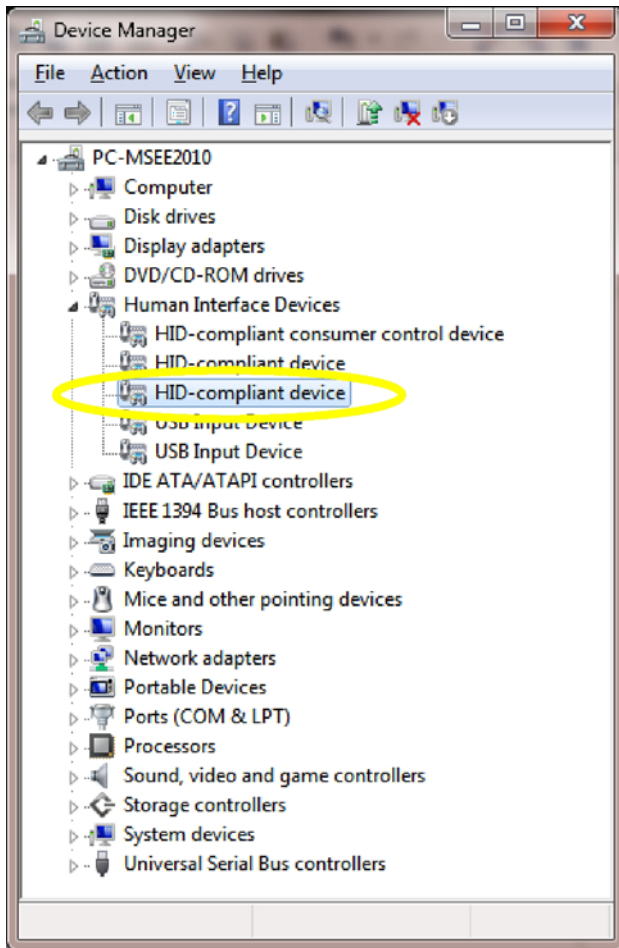 Device Manager
File Action View Help
PC-MSEE2010
Computer
Disk drives
Display adapters
DVD/CD-ROM drives
Human Interface Devices
HID-compliant consumer control device
HID-compliant device
HID-compliant device
USB Input Device
USB Input Device
IDE ATA/ATAPI controllers
IEEE 1394 Bus host controllers
Imaging devices
Keyboards
Mice and other pointing devices
Monitors
Network adapters
Portable Devices
Ports (COM & LPT)
Processors
Sound, video and game controllers
Storage controllers
System devices
Universal Serial Bus controllers